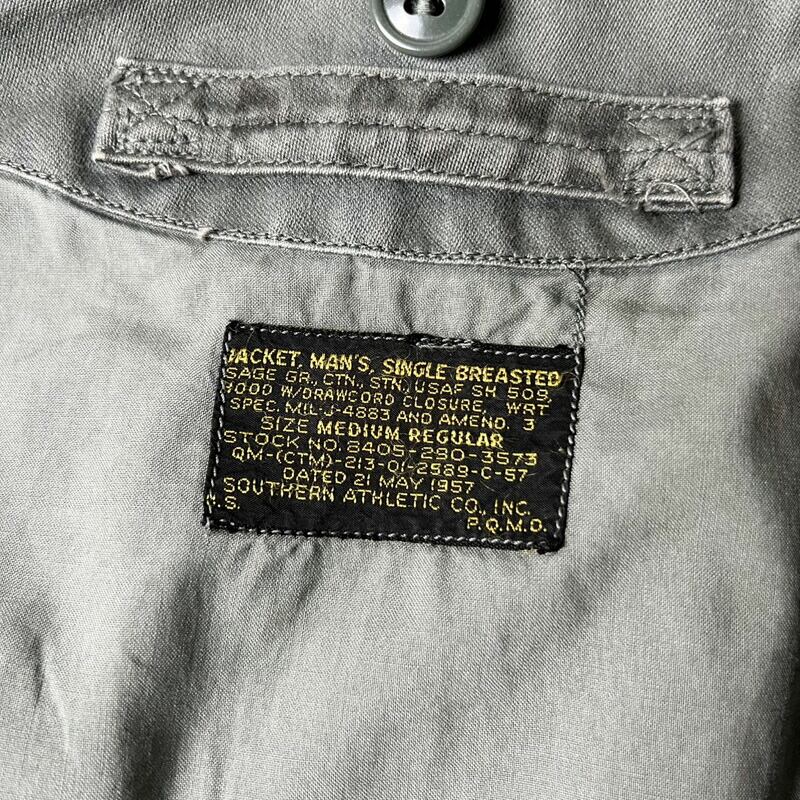 JACKET, MAN'S, SINGLE BREASTED
SAGE GR., CTN., STN., USAF SH 509,
HOOD W/DRAWCORD CLOSURE, WRT
SPEC. MIL-J-4883 AND AMEND. 3
SIZE MEDIUM REGULAR
STOCK NO. 8405-290-3573
QM-(CTM)-213-01-2589-C-57
DATED 21 MAY 1957
SOUTHERN ATHLETIC CO., INC.
S.
P.Q.M.D.